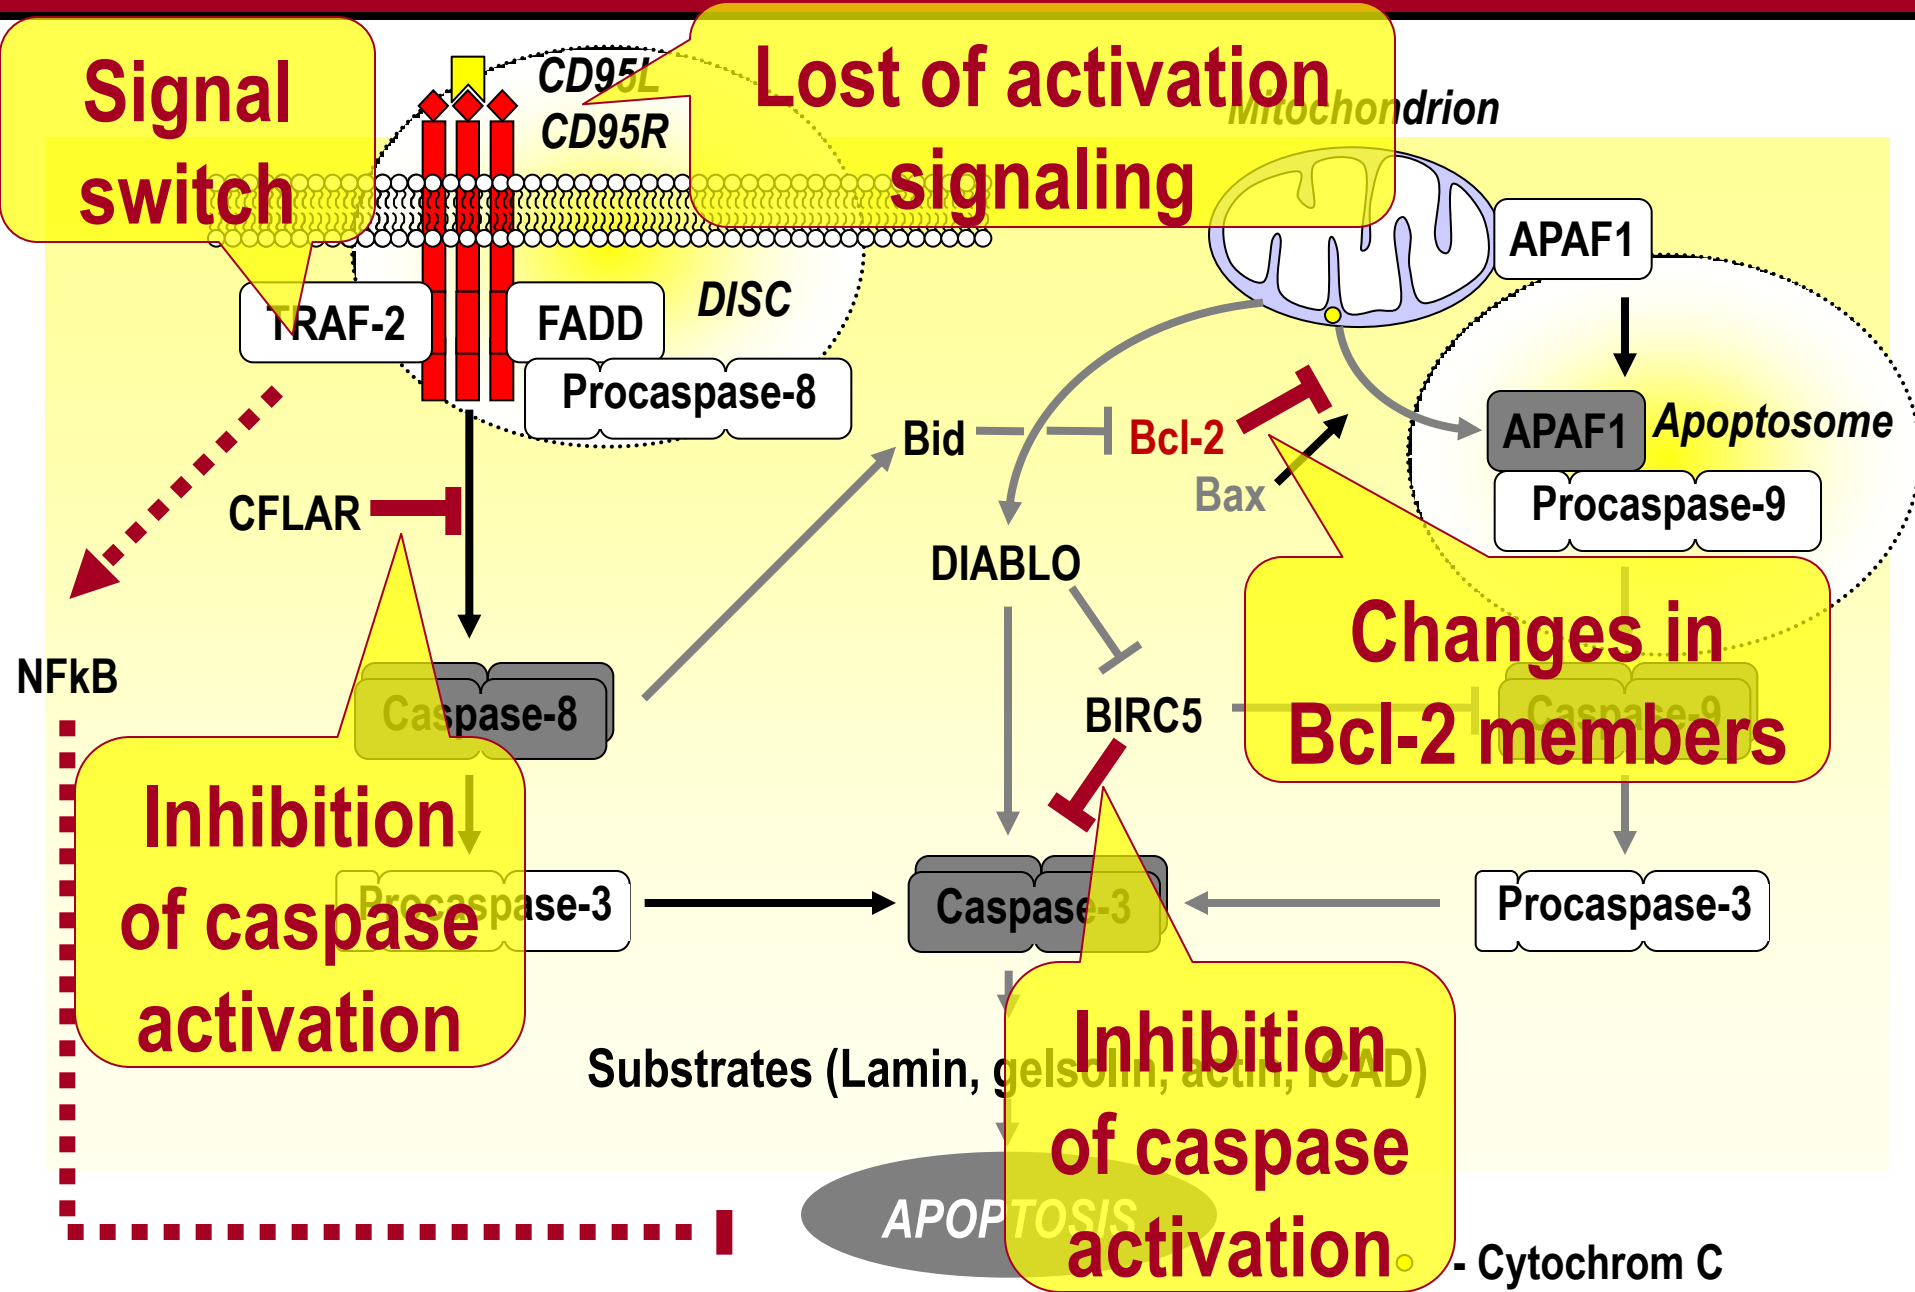 Signal
switch
CD95L
CD95R
Lost of activation
signaling
Mitochondrion
APAF1
TRAF-2
FADD
DISC
Procaspase-8
Bid
Bcl-2
Bax
APAF1
Apoptosome
Procaspase-9
CFLAR
DIABLO
NFkB
Caspase-8
BIRC5
Changes in
Bcl-2 members
Caspase-9
Inhibition
of caspase
activation
Procaspase-3
Caspase-3
Procaspase-3
Substrates (Lamin, gelsolin, actin, ICAD)
Inhibition
of caspase
activation
APOPTOSIS
- Cytochrom C